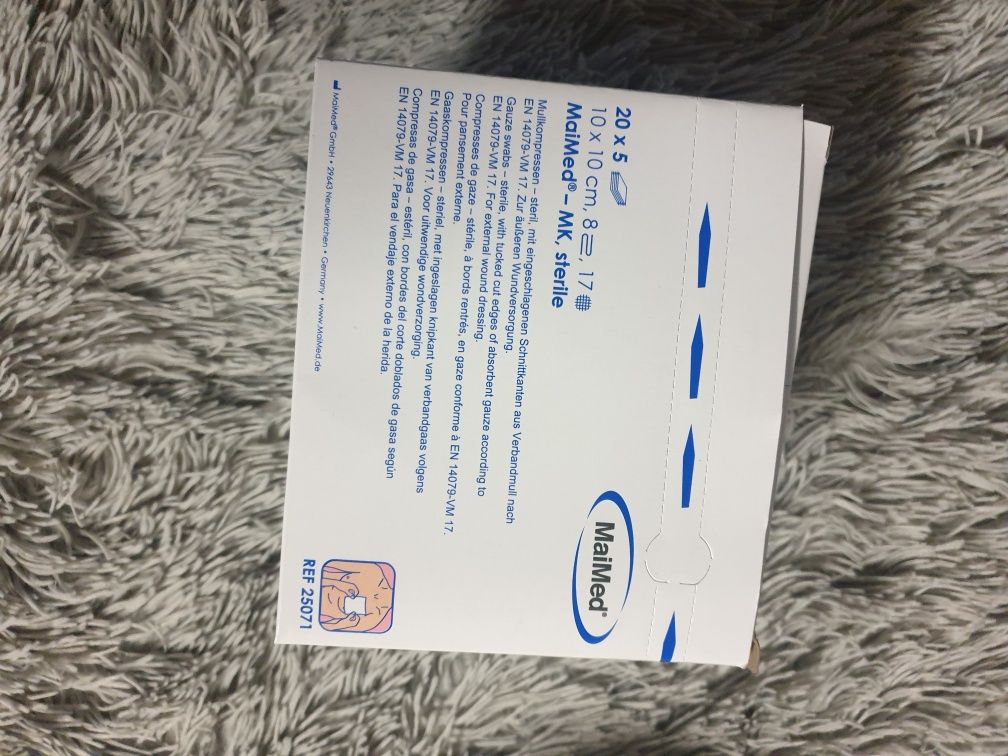 20 x 5
10 x 10 cm, 8, 17
MaiMed® – MK, sterile
Mullkompressen – steril, mit eingeschlagenen Schnittkanten aus Verbandmull nach
EN 14079-VM 17. Zur äußeren Wundversorgung.
Gauze swabs – sterile, with tucked cut edges of absorbent gauze according to
EN 14079-VM 17. For external wound dressing.
Compresses de gaze – stérile, à bords rentrés, en gaze conforme à EN 14079-VM 17.
Pour pansement externe.
Gaaskompressen – steriel, met ingeslagen knipkant van verbandgaas volgens
EN 14079-VM 17. Voor uitwendige wondverzorging.
Compresas de gasa – estéril, con bordes del corte doblados de gasa según
EN 14079-VM 17. Para el vendaje externo de la herida.
MaiMed® GmbH • 29643 Neuenkirchen • Germany • www.MaiMed.de
MaiMed®
REF 25071